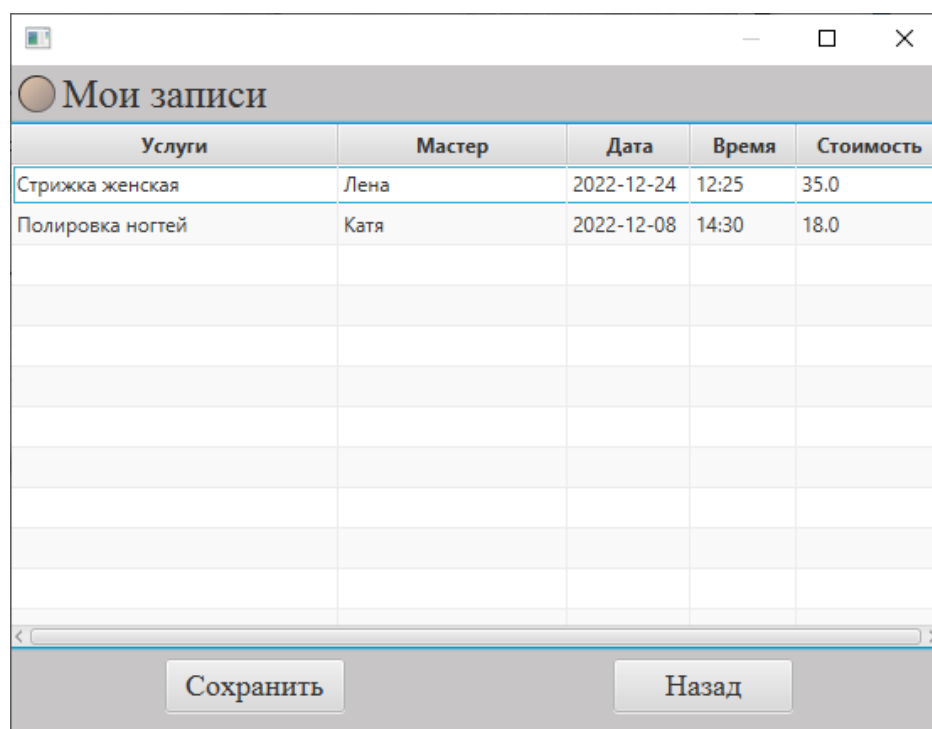 Мои записи
Услуги Мастер Дата Время Стоимость
Стрижка женская Лена 2022-12-24 12:25 35.0
Полировка ногтей Катя 2022-12-08 14:30 18.0
Сохранить Назад